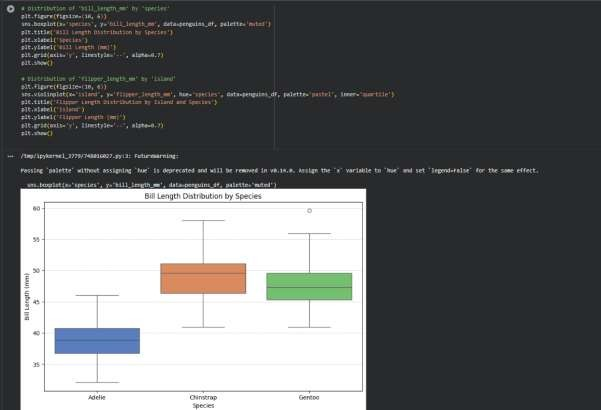 # Distribution of 'bill_length_mm' by 'species'
plt.figure(figsize=(10, 6))
sns.boxplot(x='species', y='bill_length_mm', data=penguins_df, palette='muted')
plt.title('Bill Length Distribution by Species')
plt.xlabel('Species')
plt.ylabel('Bill Length (mm)')
plt.grid(axis='y', linestyle='--', alpha=0.7)
plt.show()
# Distribution of 'flipper_length_mm' by 'island'
plt.figure(figsize=(10, 6))
sns.violinplot(x='island', y='flipper_length_mm', hue='species', data=penguins_df, palette='pastel', inner='quartile')
plt.title('Flipper Length Distribution by Island and Species')
plt.xlabel('Island')
plt.ylabel('Flipper Length (mm)')
plt.grid(axis='y', linestyle='--', alpha=0.7)
plt.show()
/tmp/ipykernel_2779/748016027.py:3: FutureWarning:
Passing `palette` without assigning `hue` is deprecated and will be removed in v0.14.0. Assign the `x` variable to `hue` and set `legend=False` for the same effect.
sns.boxplot(x='species', y='bill_length_mm', data=penguins_df, palette='muted')
Bill Length Distribution by Species
60
55
50
45
40
35
Bill Length (mm)
Adelie Chinstrap Gentoo
Species